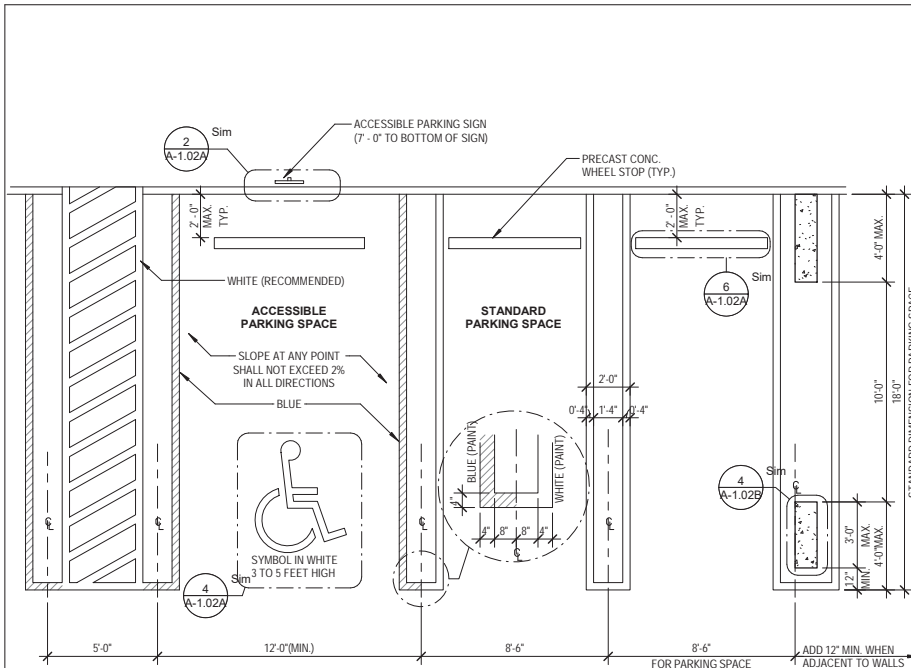 2
A-1.02A
Sim
ACCESSIBLE PARKING SIGN
(7' - 0" TO BOTTOM OF SIGN)
PRECAST CONC.
WHEEL STOP (TYP.)
2'-0"
MAX.
TYP.
2'-0"
MAX.
TYP.
4'-0" MAX.
WHITE (RECOMMENDED)
6
A-1.02A
Sim
ACCESSIBLE
PARKING SPACE
STANDARD
PARKING SPACE
SLOPE AT ANY POINT
SHALL NOT EXCEED 2%
IN ALL DIRECTIONS
BLUE
2'-0"
0'-4"
1'-4"
0'-4"
10'-0"
18'-0"
STANDARD DIMENSION FOR PARKING SPACE
BLUE (PAINT)
WHITE (PAINT)
4"
4"
8"
8"
4"
4
A-1.02B
Sim
3'-0"
MAX.
4'-0"MAX.
12"
MIN.
SYMBOL IN WHITE
3 TO 5 FEET HIGH
4
A-1.02A
Sim
5'-0"
12'-0"(MIN.)
8'-6"
8'-6"
FOR PARKING SPACE
ADD 12" MIN. WHEN
ADJACENT TO WALLS